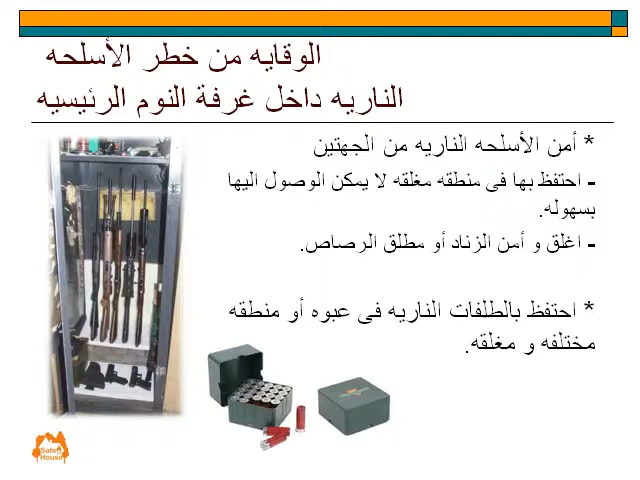 الوقايه من خطر الأسلحه
الناريه داخل غرفة النوم الرئيسيه
* أمن الأسلحه الناريه من الجهتين
- احتفظ بها فى منطقه مغلقه لا يمكن الوصول اليها
بسهوله.
- اغلق و أمن الزناد أو مطلق الرصاص.
* احتفظ بالطلفات الناريه فى عبوه أو منطقه
مختلفه و مغلقه.
Safe
House